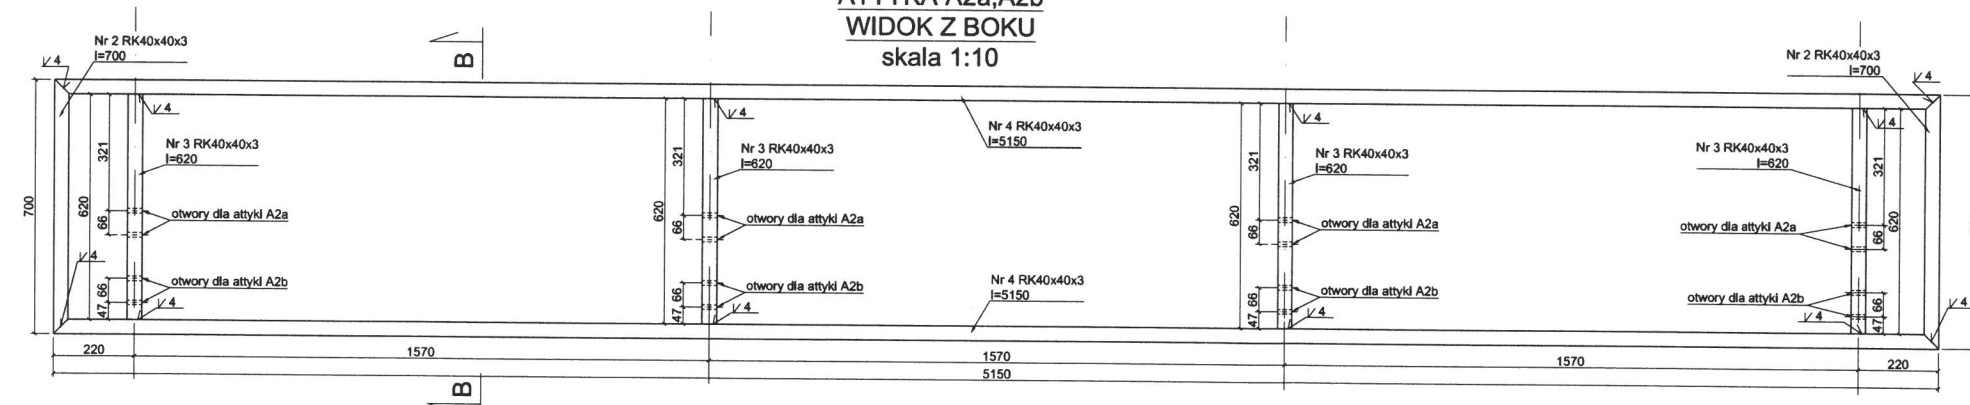 ATTYKA A2a,A2b
WIDOK Z BOKU
skala 1:10
B
Nr 2 RK40x40x3
l=700
4
Nr 2 RK40x40x3
l=700
4
4
4
4
4
Nr 3 RK40x40x3
l=620
Nr 3 RK40x40x3
l=620
Nr 4 RK40x40x3
l=5150
Nr 3 RK40x40x3
l=620
Nr 3 RK40x40x3
l=620
700
620
321
66
66
47
otwory dla attyki A2a
otwory dla attyki A2b
4
4
620
321
66
66
47
otwory dla attyki A2a
otwory dla attyki A2b
4
Nr 4 RK40x40x3
l=5150
620
321
66
66
47
otwory dla attyki A2a
otwory dla attyki A2b
4
otwory dla attyki A2a
otwory dla attyki A2b
4
321
66
66
47
620
4
220
1570
1570
1570
220
5150
B